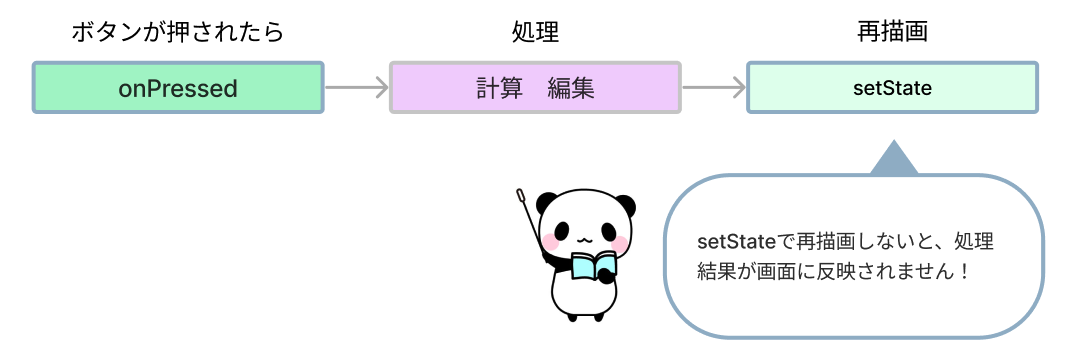 ボタンが押されたら
処理
再描画
onPressed
計算　編集
setState
setStateで再描画しないと、処理
結果が画面に反映されません！